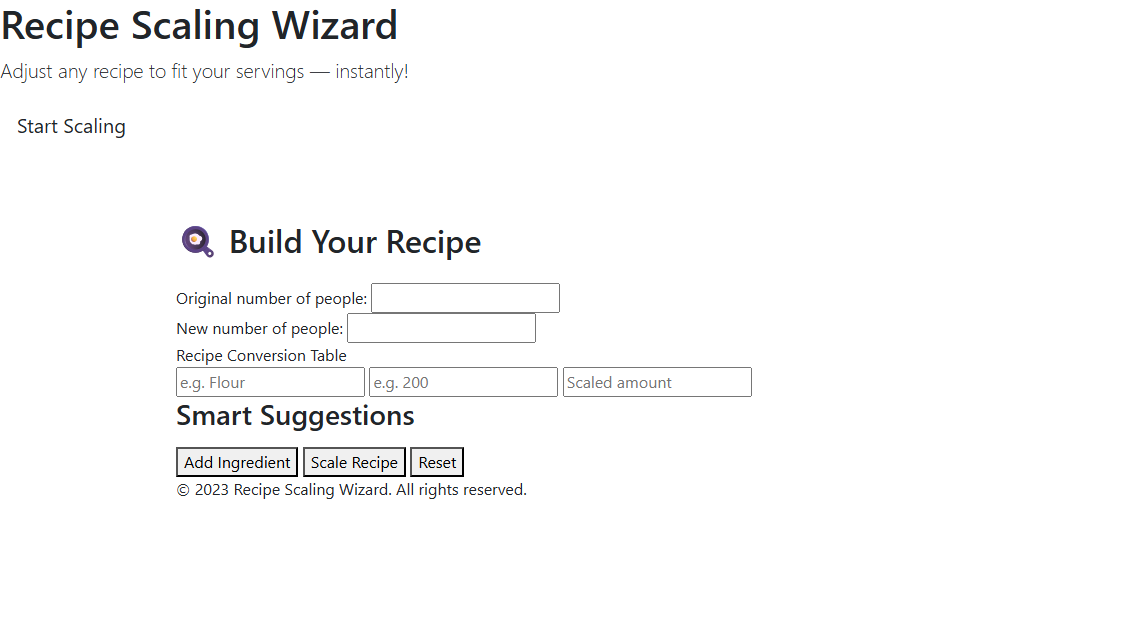 Recipe Scaling Wizard
Adjust any recipe to fit your servings — instantly!
Start Scaling
Build Your Recipe
Original number of people:
New number of people:
Recipe Conversion Table
e.g. Flour e.g. 200 Scaled amount
Smart Suggestions
Add Ingredient Scale Recipe Reset
© 2023 Recipe Scaling Wizard. All rights reserved.